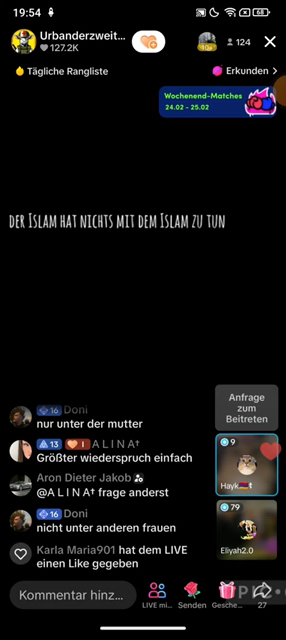 19:54
68
Urbanderzweit...
127.2K
124
Tägliche Rangliste
Erkunden
Wochenend-Matches
24.02 - 25.02
der Islam hat nichts mit dem Islam zu tun
16 Doni
nur unter der mutter
13 I A L I N A✝
Größter wiederspruch einfach
Aron Dieter Jakob
@A L I N A✝ frage anderst
16 Doni
nicht unter anderen frauen
Karla Maria901 hat dem LIVE
einen Like gegeben
Anfrage
zum
Beitreten
9
Hayk
79
Eliyah2.0
Kommentar hinz...
LIVE mi...
Senden
Gesche...
27